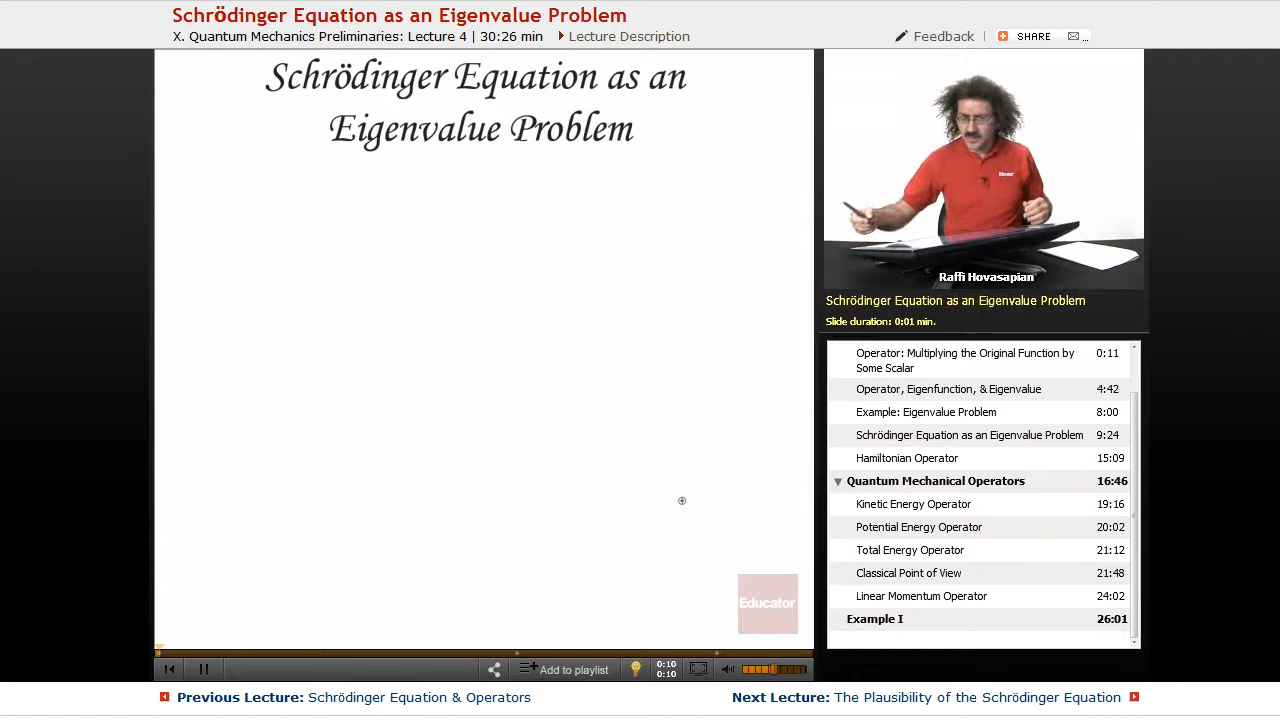 Schrödinger Equation as an Eigenvalue Problem
X. Quantum Mechanics Preliminaries: Lecture 4 | 30:26 min
Lecture Description
Feedback
SHARE
Schrödinger Equation as an
Eigenvalue Problem
Educator
Raffi Hovasapian
Schrödinger Equation as an Eigenvalue Problem
Slide duration: 0:01 min.
Operator: Multiplying the Original Function by Some Scalar 0:11
Operator, Eigenfunction, & Eigenvalue 4:42
Example: Eigenvalue Problem 8:00
Schrödinger Equation as an Eigenvalue Problem 9:24
Hamiltonian Operator 15:09
Quantum Mechanical Operators 16:46
Kinetic Energy Operator 19:16
Potential Energy Operator 20:02
Total Energy Operator 21:12
Classical Point of View 21:48
Linear Momentum Operator 24:02
Example I 26:01
Add to playlist
0:10
0:10
Previous Lecture: Schrödinger Equation & Operators
Next Lecture: The Plausibility of the Schrödinger Equation